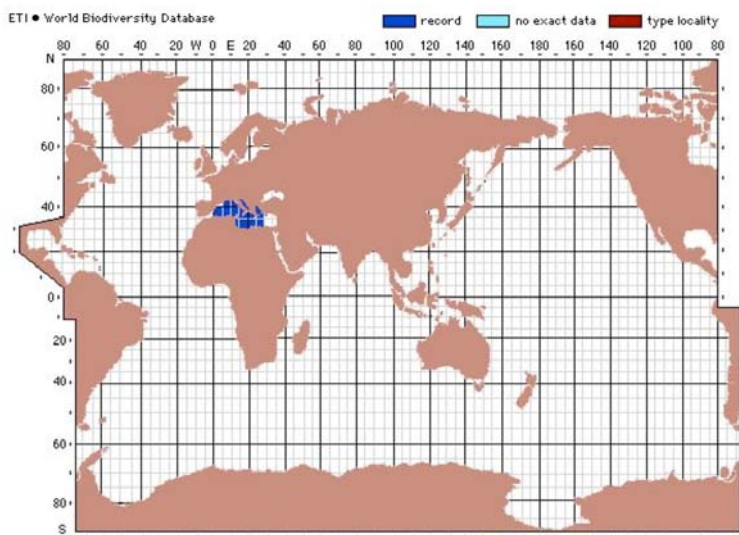 ETI ● World Biodiversity Database
record no exact data type locality
80 60 40 20 W 0 E 20 40 60 80 100 120 140 160 180 160 140 120 100 80
N
80
60
40
20
0
20
40
60
80
S